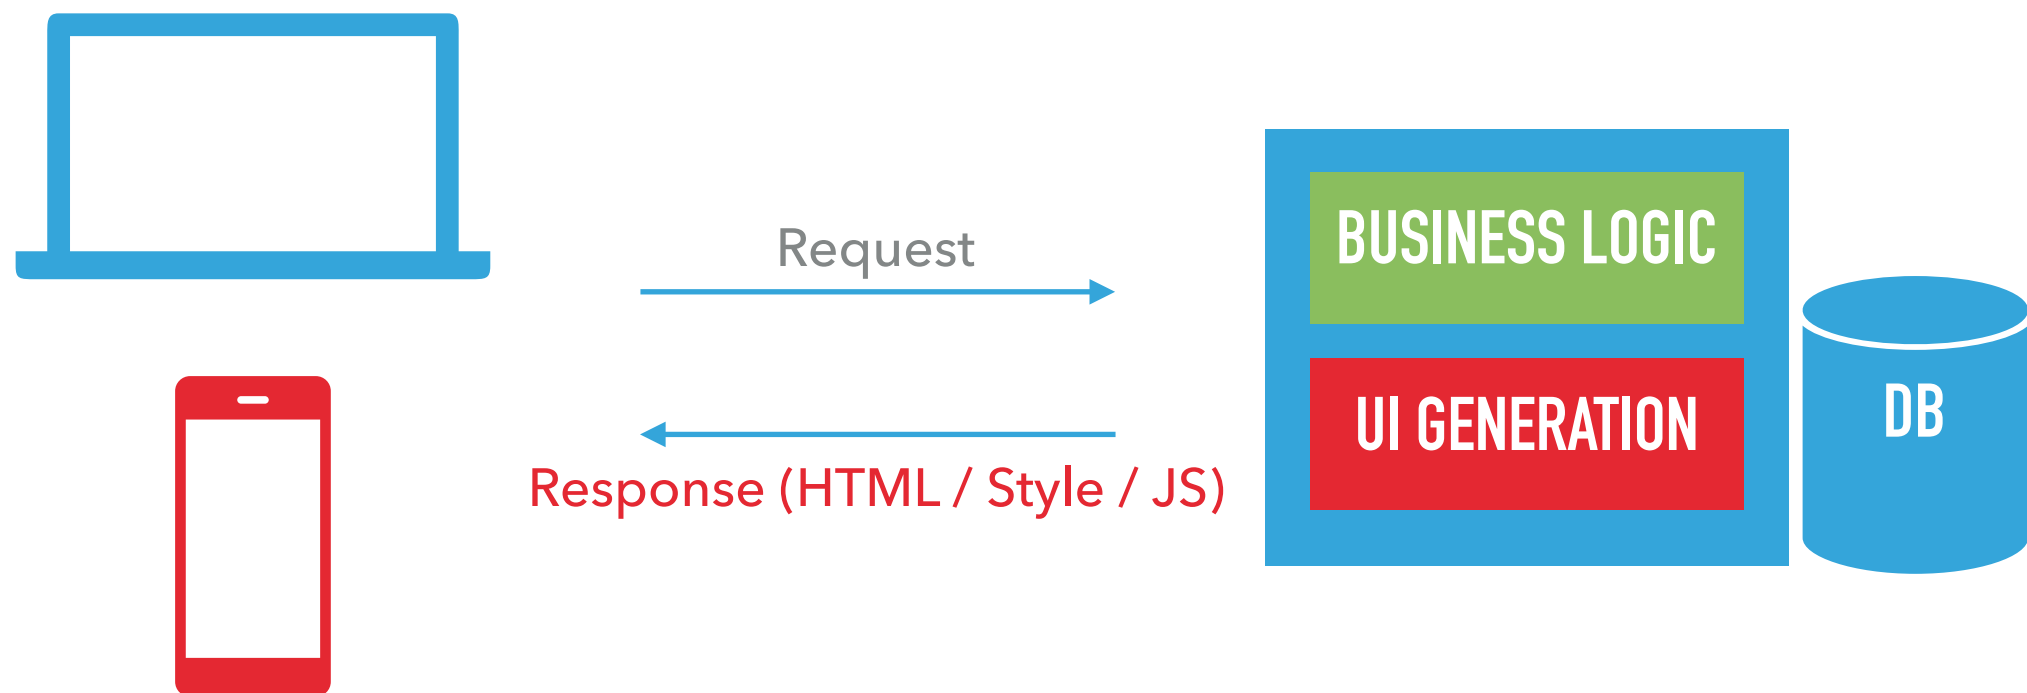 Request
Response (HTML / Style / JS)
BUSINESS LOGIC
UI GENERATION
DB